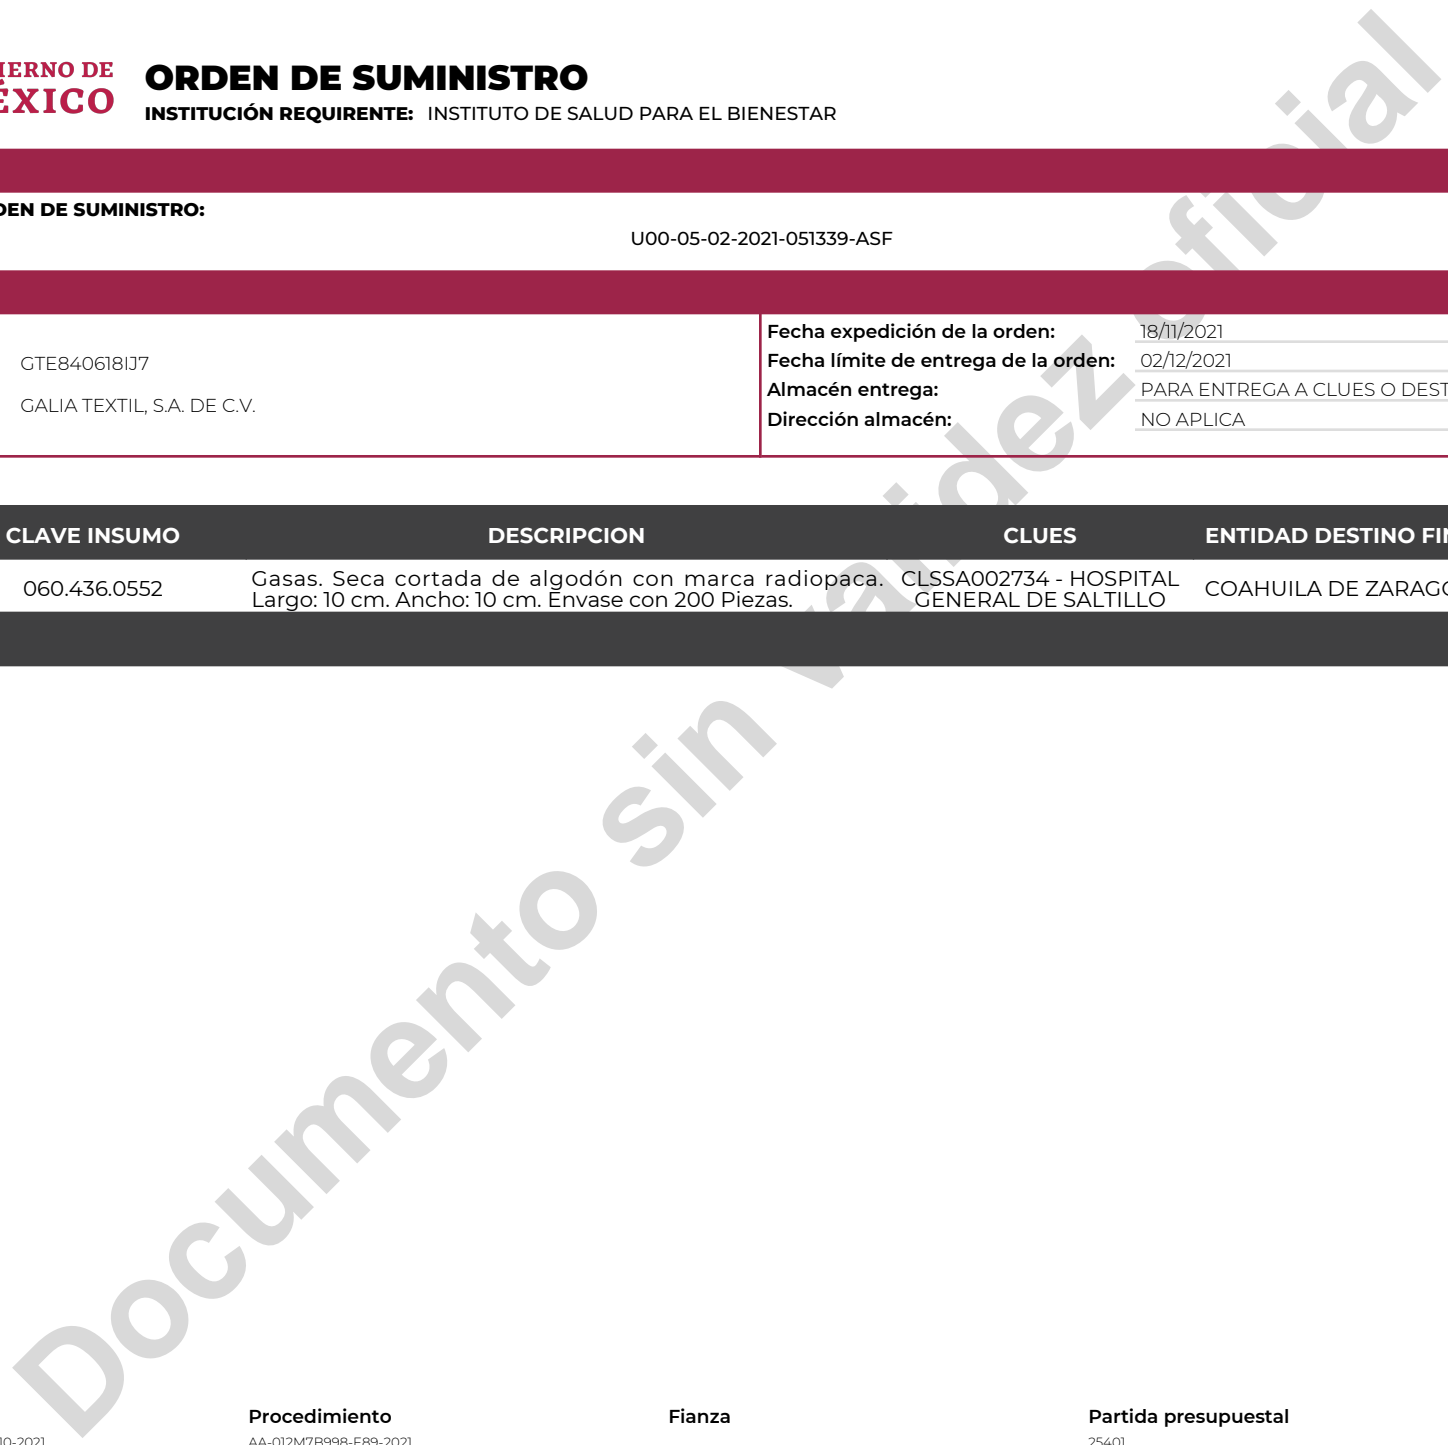 IERNO DE
ÉXICO
ORDEN DE SUMINISTRO
INSTITUCIÓN REQUIRENTE: INSTITUTO DE SALUD PARA EL BIENESTAR
DEN DE SUMINISTRO:
U00-05-02-2021-051339-ASF
GTE840618IJ7
GALIA TEXTIL, S.A. DE C.V.
Fecha expedición de la orden: 18/11/2021
Fecha límite de entrega de la orden: 02/12/2021
Almacén entrega: PARA ENTREGA A CLUES O DEST
Dirección almacén: NO APLICA
CLAVE INSUMO DESCRIPCION CLUES ENTIDAD DESTINO FIN
060.436.0552
Gasas. Seca cortada de algodón con marca radiopaca.
Largo: 10 cm. Ancho: 10 cm. Envase con 200 Piezas.
CLSSA002734 - HOSPITAL
GENERAL DE SALTILLO
COAHUILA DE ZARAGO
Documento sin validez oficial
Procedimiento Fianza Partida presupuestal
10-2021 AA-012M7B998-E89-2021 25401